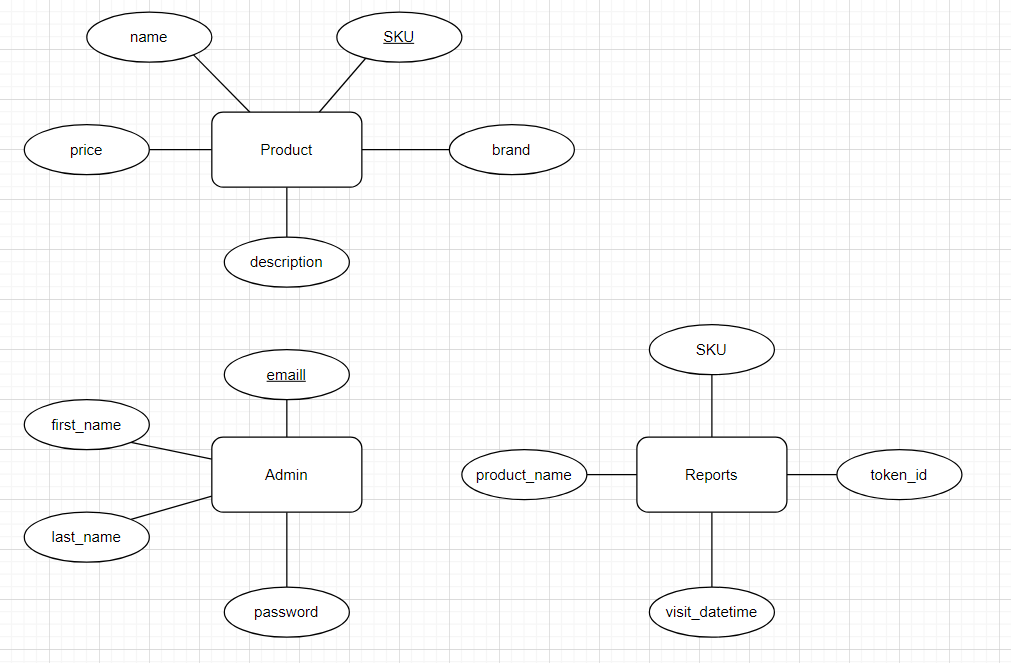 name
SKU
price
Product
brand
description
emaill
first_name
Admin
last_name
password
SKU
product_name
Reports
token_id
visit_datetime